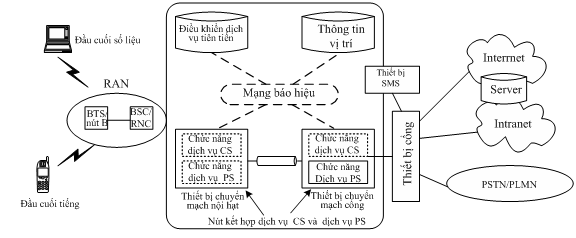 Đầu cuối số liệu
RAN
BTS/
nút B
BSC/
RNC
Đầu cuối tiếng
Điều khiển dịch
vụ tiên tiến
Thông tin
vị trí
Mạng báo hiệu
Chức năng
dịch vụ CS
Chức năng
dịch vụ PS
Thiết bị chuyển
mạch nội hạt
Chức năng
dịch vụ CS
Chức năng
Dịch vụ PS
Thiết bị chuyển
mạch cổng
Nút kết hợp dịch vụ CS và dịch vụ PS
Thiết bị
SMS
Thiết bị cổng
Interrnet
Server
Intranet
PSTN/PLMN